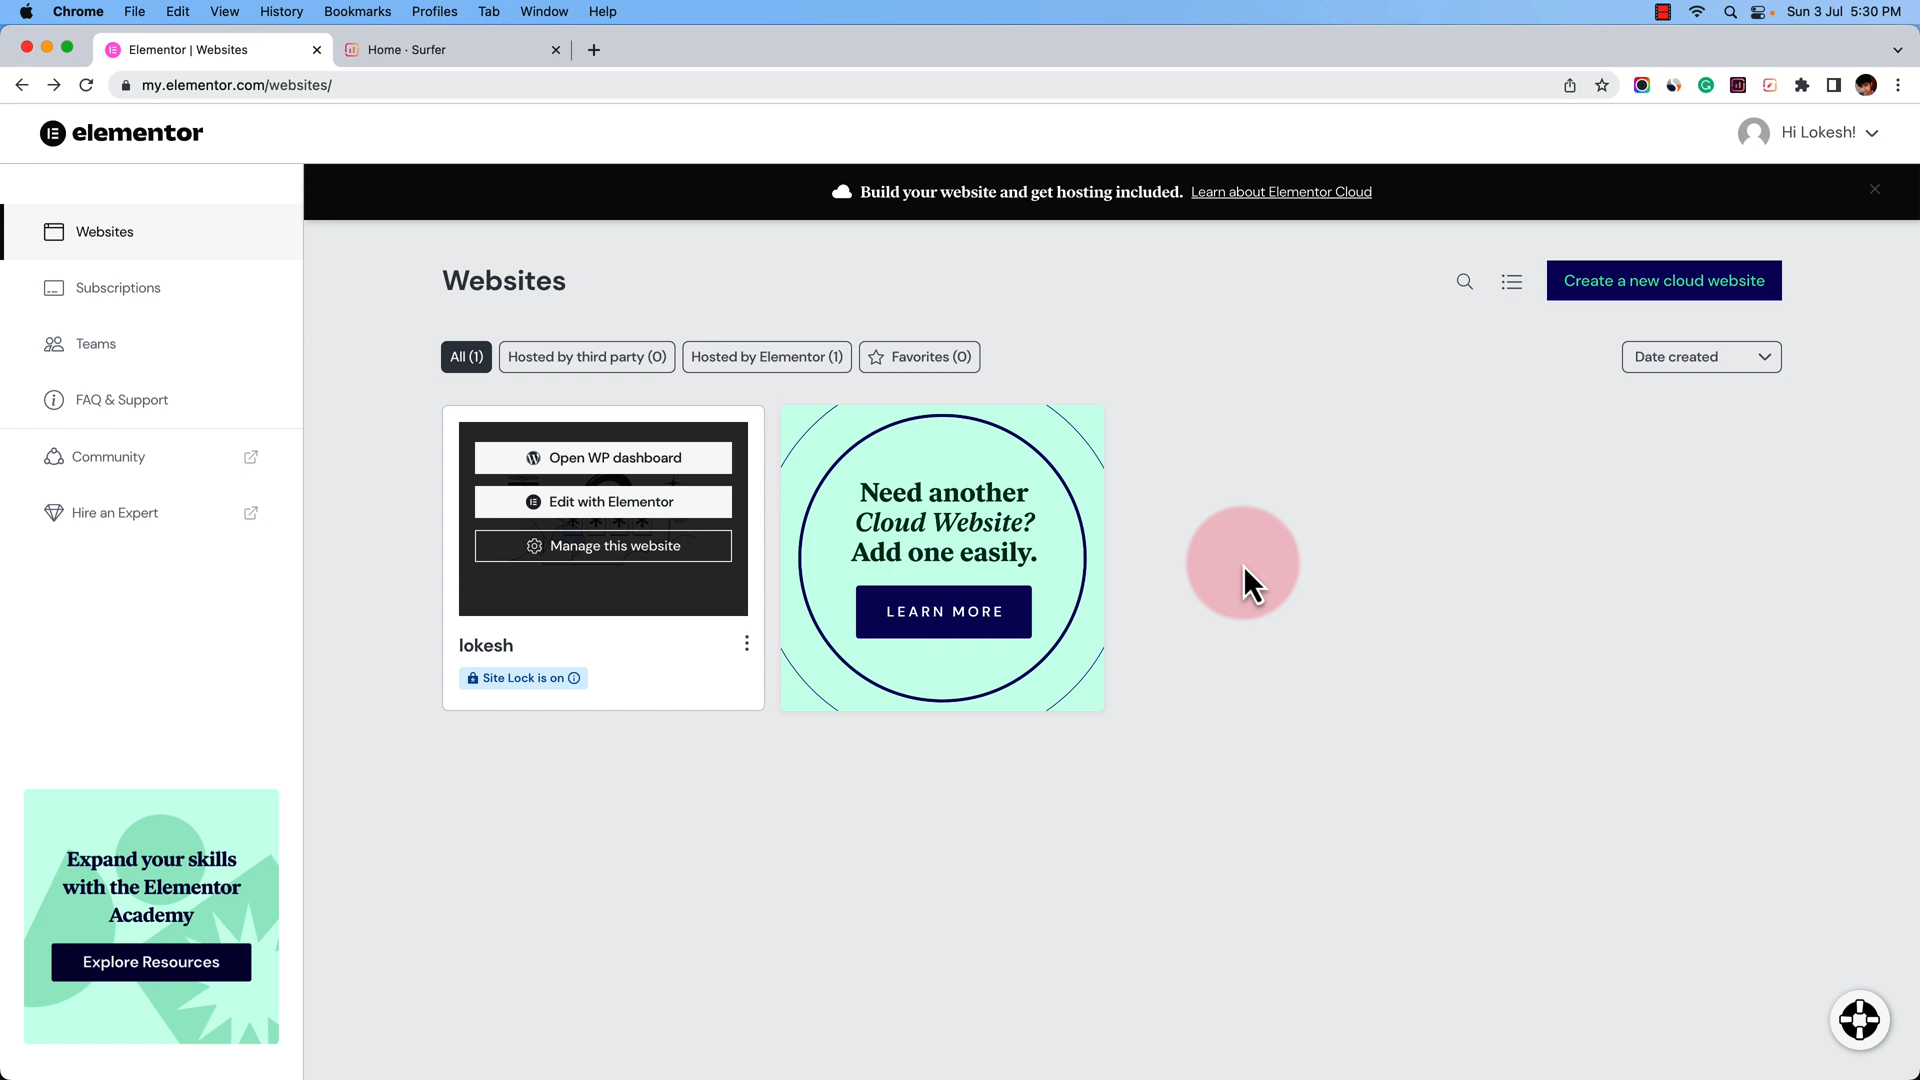 Chrome File Edit View History Bookmarks Profiles Tab Window Help Sun 3 Jul 5:30 PM
Elementor | Websites
Home · Surfer
my.elementor.com/websites/
elementor
Hi Lokesh!
Build your website and get hosting included. Learn about Elementor Cloud
Websites
Subscriptions
Teams
FAQ & Support
Community
Hire an Expert
Expand your skills
with the Elementor
Academy
Explore Resources
Websites
Create a new cloud website
All (1)
Hosted by third party (0)
Hosted by Elementor (1)
Favorites (0)
Date created
Open WP dashboard
Edit with Elementor
Manage this website
lokesh
Site Lock is on
Need another
Cloud Website?
Add one easily.
LEARN MORE